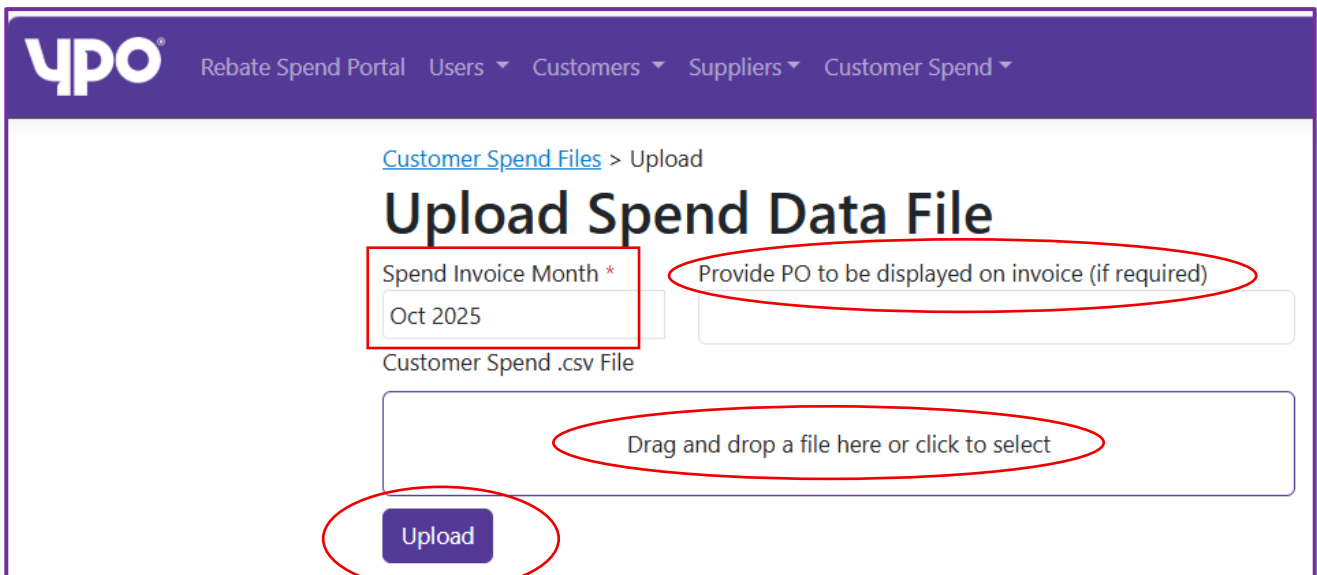 ypo®
Rebate Spend Portal Users Customers Suppliers Customer Spend
Customer Spend Files > Upload
Upload Spend Data File
Spend Invoice Month * Provide PO to be displayed on invoice (if required)
Oct 2025
Customer Spend .csv File
Drag and drop a file here or click to select
Upload